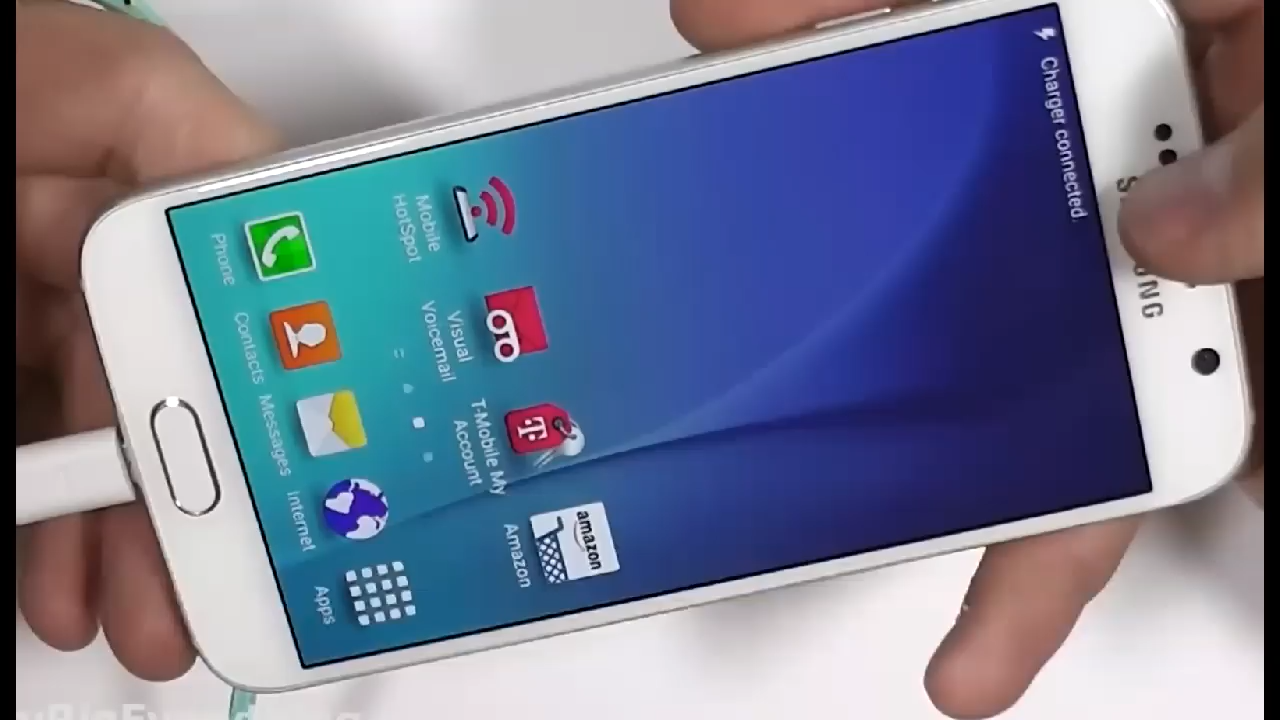 Charger connected.
Mobile
HotSpot
Visual
Voicemail
T-Mobile My
Account
amazon
Amazon
Phone
Contacts
Messages
Internet
Apps